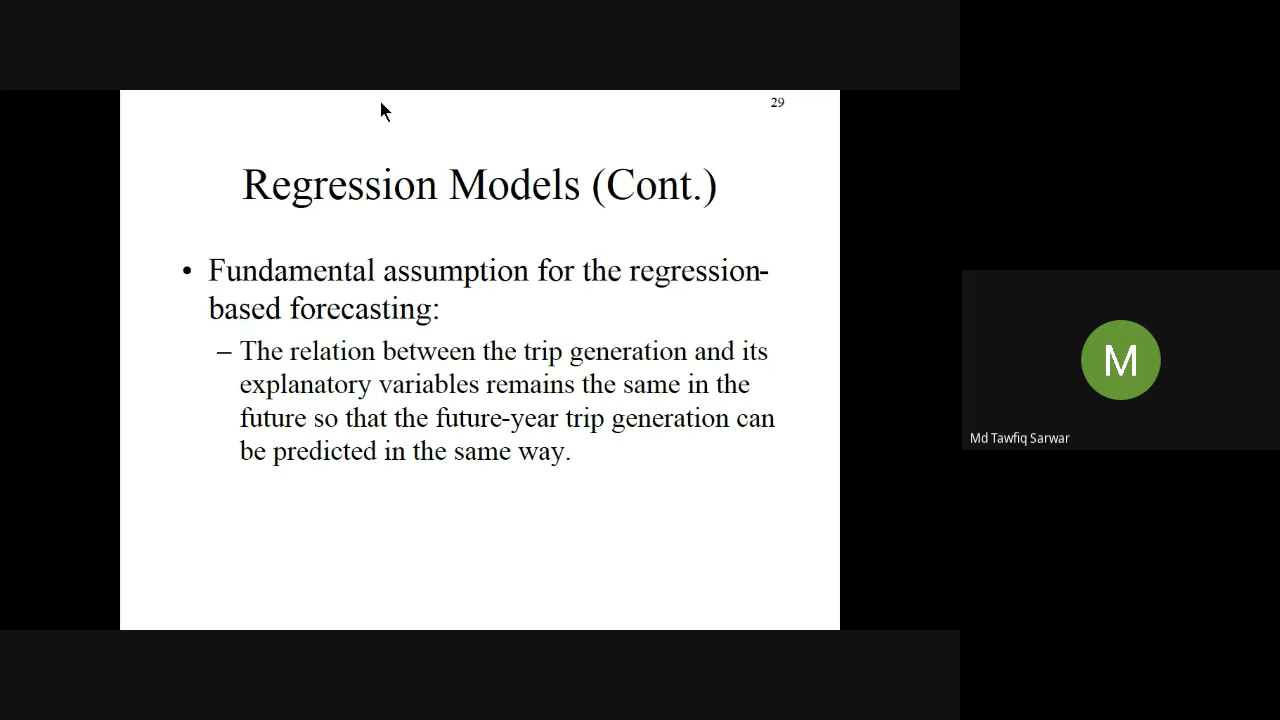 29
Regression Models (Cont.)
• Fundamental assumption for the regression-
based forecasting:
– The relation between the trip generation and its
explanatory variables remains the same in the
future so that the future-year trip generation can
be predicted in the same way.
M
Md Tawfiq Sarwar